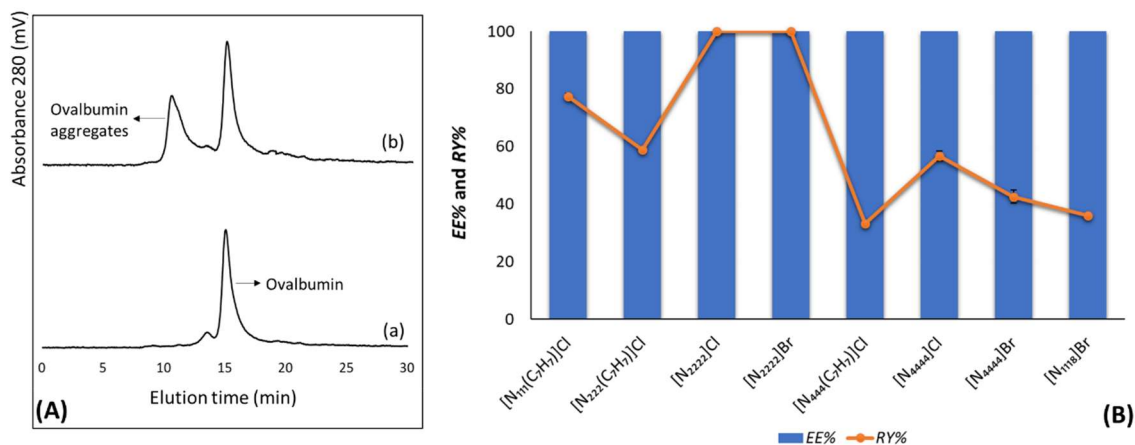 Absorbance 280 (mV)
Ovalbumin
aggregates
(b)
Ovalbumin
(a)
0 5 10 15 20 25 30
Elution time (min)
(A)
EE% and RY%
100
80
60
40
20
0
[N₁₁₁(C₇H₇)]Cl
[N₂₂₂(C₇H₇)]Cl
[N₂₂₂₂]Cl
[N₂₂₂₂]Br
[N₄₄₄(C₇H₇)]Cl
[N₄₄₄₄]Cl
[N₄₄₄₄]Br
[N₁₁₁₈]Br
EE% RY%
(B)